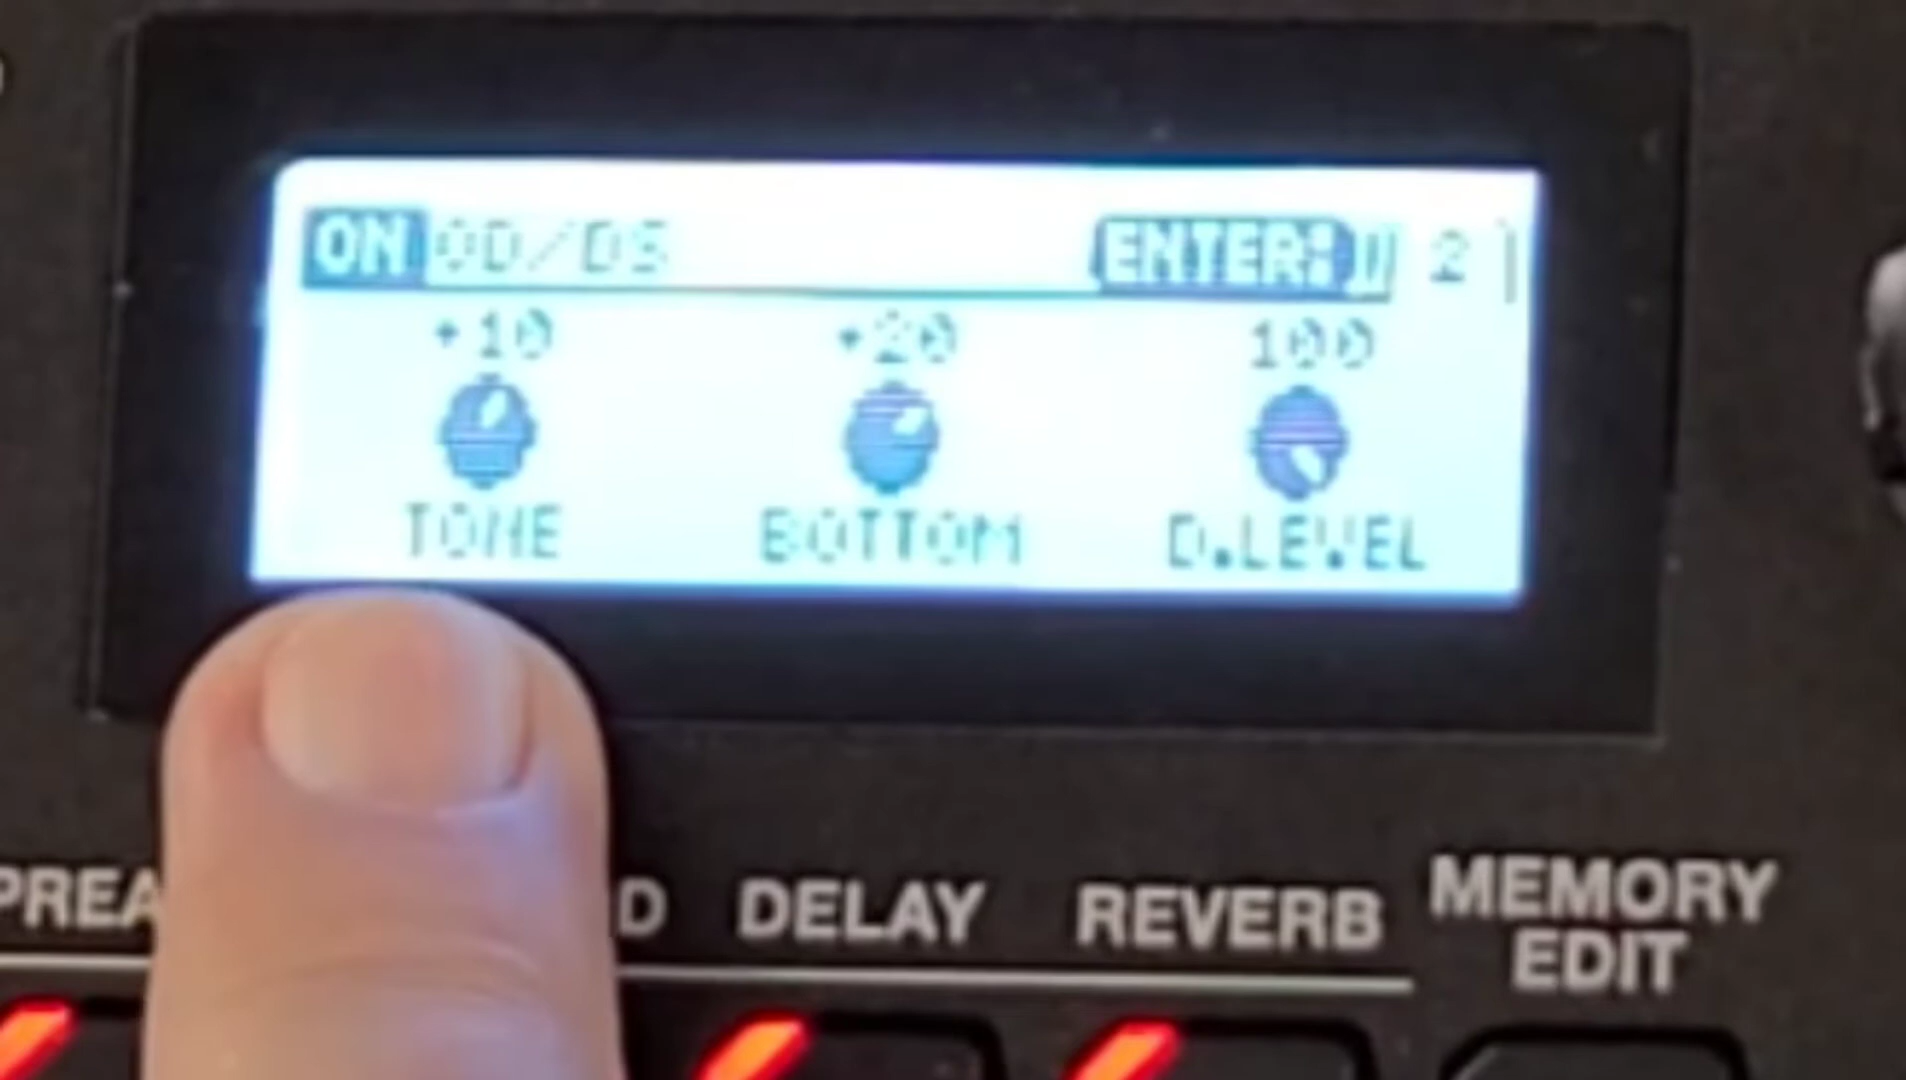 ON OD/DS ENTER: 2
+10 +20 100
TONE BOTTOM D.LEVEL
PREA D DELAY REVERB MEMORY
EDIT